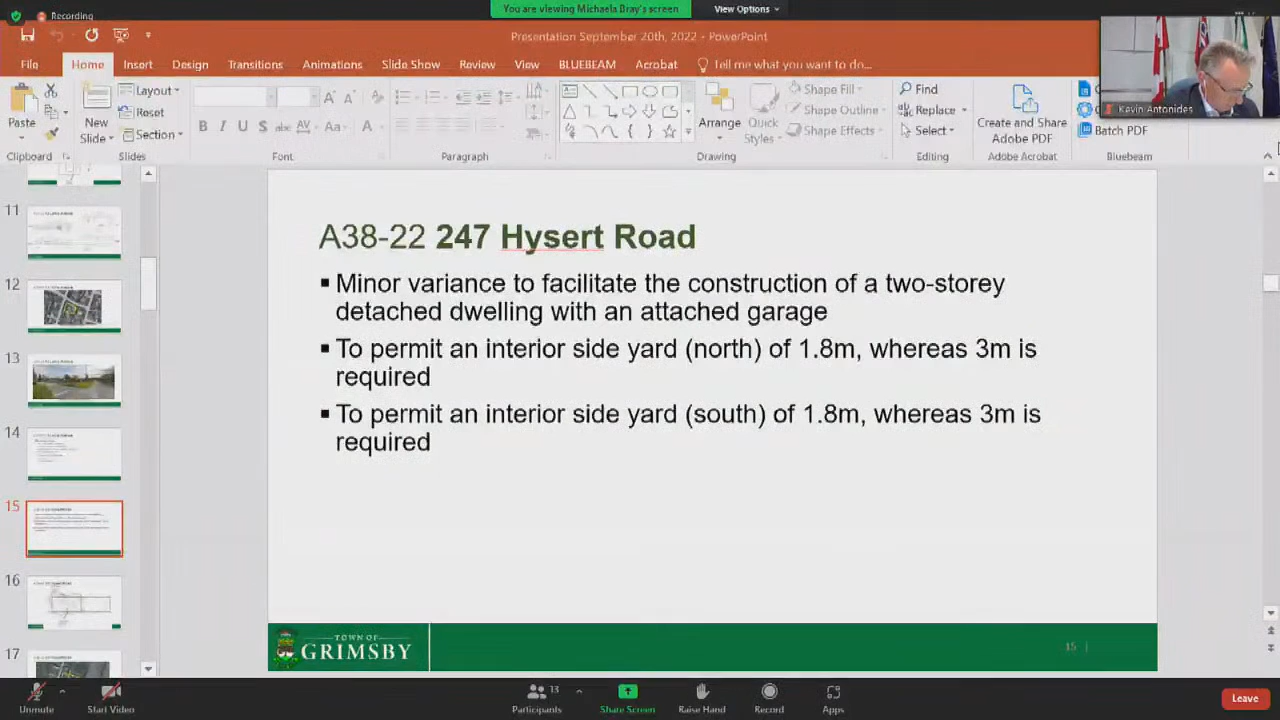 Recording
You are viewing Michaela Bray's screen
View Options
Presentation September 20th, 2022 - PowerPoint
File Home Insert Design Transitions Animations Slide Show Review View BLUEBEAM Acrobat Tell me what you want to do...
Kevin Antonides
Paste
New
Slide
Layout
Reset
Section
B I U S abc AV Aa A
Arrange
Quick
Styles
Shape Fill
Shape Outline
Shape Effects
Find
Replace
Select
Create and Share
Adobe PDF
Batch PDF
Clipboard Slides Font Paragraph Drawing Editing Adobe Acrobat Bluebeam
11
12
13
14
15
16
17
A38-22 247 Hysert Road
▪ Minor variance to facilitate the construction of a two-storey
detached dwelling with an attached garage
▪ To permit an interior side yard (north) of 1.8m, whereas 3m is
required
▪ To permit an interior side yard (south) of 1.8m, whereas 3m is
required
TOWN OF
GRIMSBY
15 |
Unmute
Start Video
13
Participants
Share Screen
Raise Hand
Record
Apps
Leave